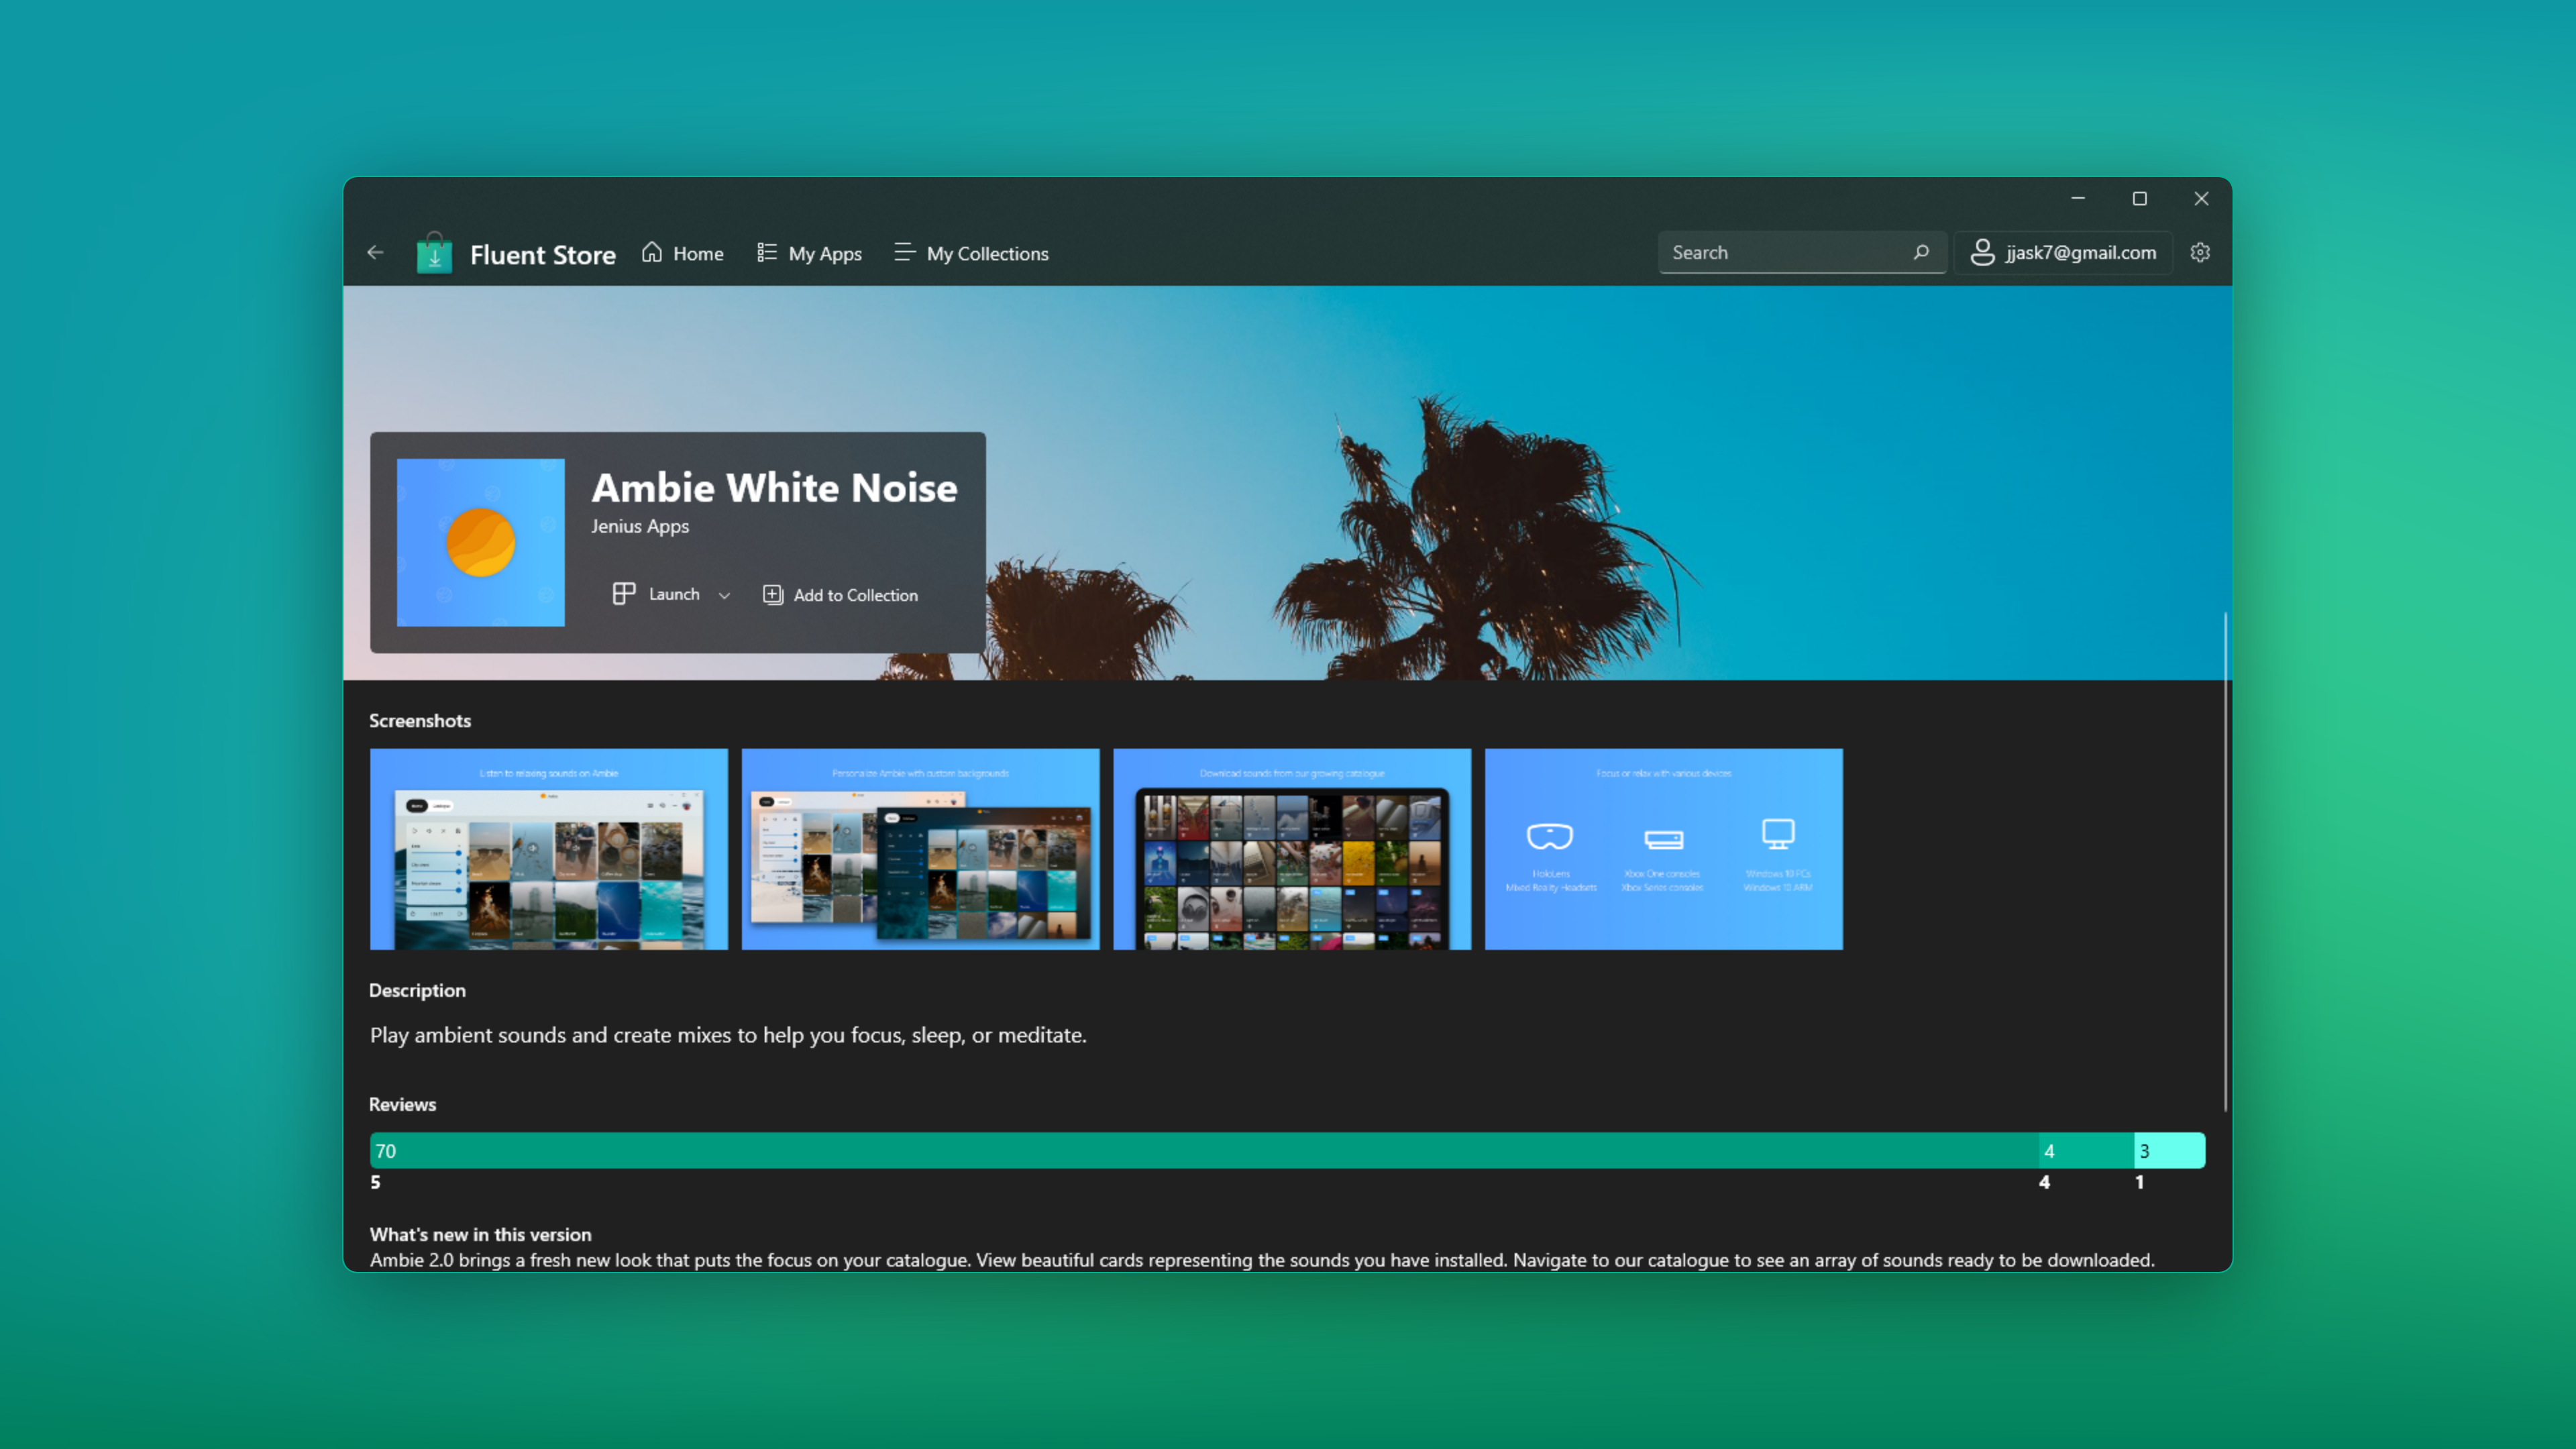 Fluent Store
Home
My Apps
My Collections
Search
jjask7@gmail.com
Ambie White Noise
Jenius Apps
Launch
Add to Collection
Screenshots
Listen to relaxing sounds on Ambie
Personalize Ambie with custom backgrounds
Download sounds from our growing catalogue
Focus or relax with various devices
HoloLens
Mixed Reality Headsets
Xbox One consoles
Xbox Series consoles
Windows 10 PCs
Windows 10 ARM
Description
Play ambient sounds and create mixes to help you focus, sleep, or meditate.
Reviews
70 4 3
5 4 1
What's new in this version
Ambie 2.0 brings a fresh new look that puts the focus on your catalogue. View beautiful cards representing the sounds you have installed. Navigate to our catalogue to see an array of sounds ready to be downloaded.